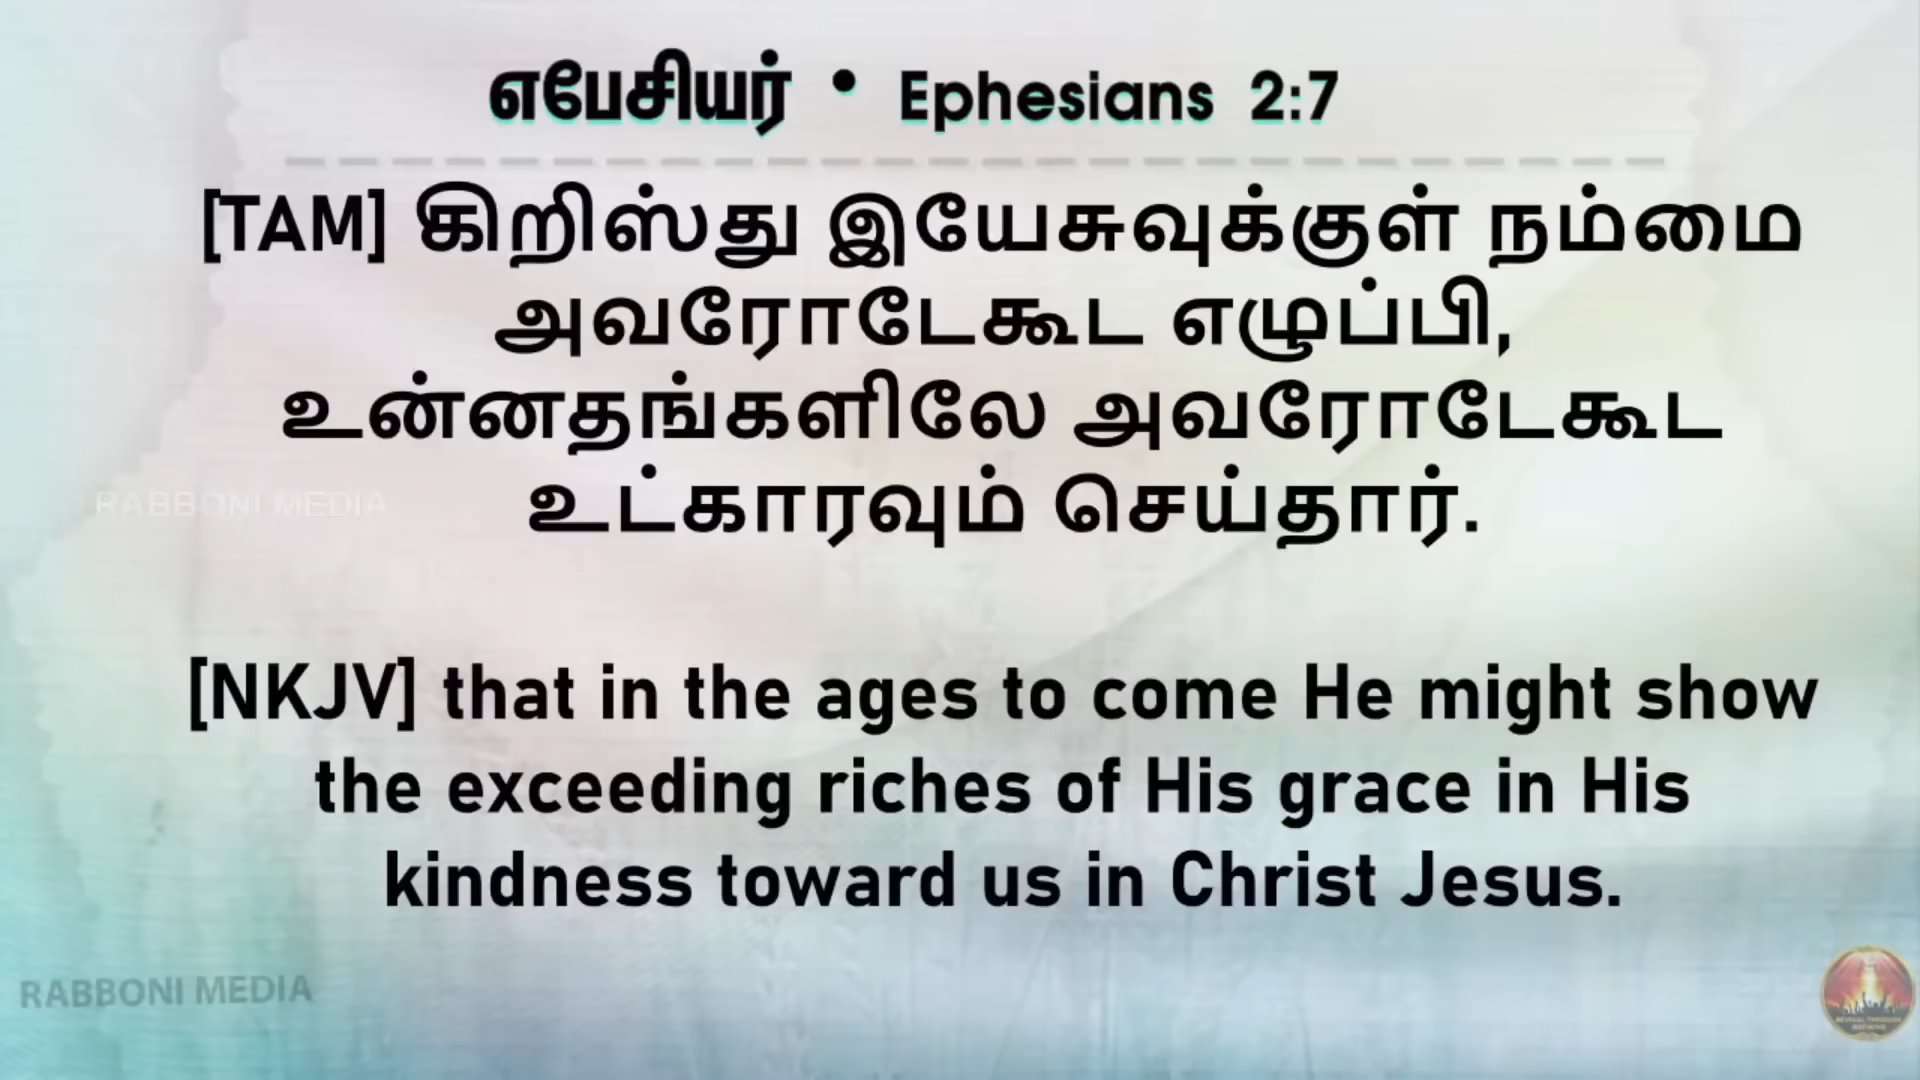 எபேசியர் • Ephesians 2:7
[TAM] கிறிஸ்து இயேசுவுக்குள் நம்மை
அவரோடேகூட எழுப்பி,
உன்னதங்களிலே அவரோடேகூட
உட்காரவும் செய்தார்.
RABBONI MEDIA
[NKJV] that in the ages to come He might show
the exceeding riches of His grace in His
kindness toward us in Christ Jesus.
RABBONI MEDIA